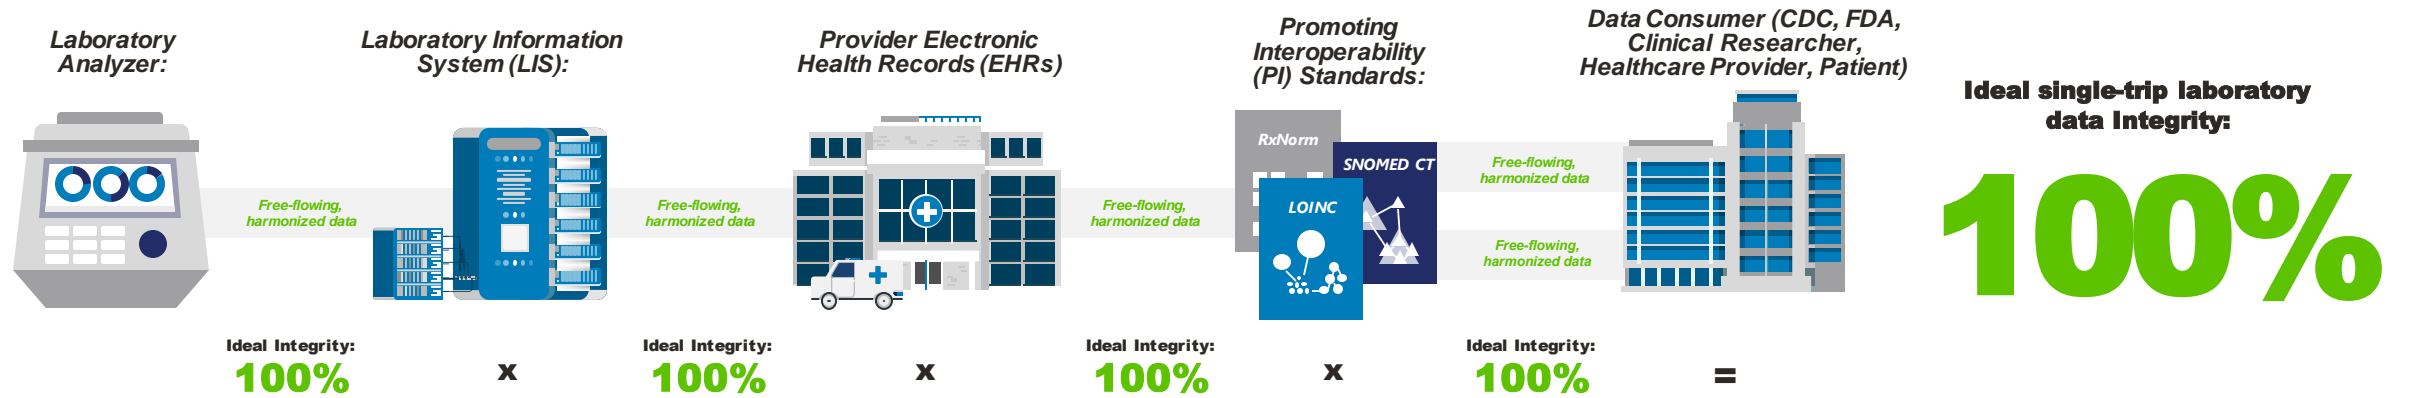 Laboratory
Analyzer:
Laboratory Information
System (LIS):
Provider Electronic
Health Records (EHRs)
Promoting
Interoperability
(PI) Standards:
Data Consumer (CDC, FDA,
Clinical Researcher,
Healthcare Provider, Patient)
Ideal single-trip laboratory
data Integrity:
100%
Free-flowing,
harmonized data
Free-flowing,
harmonized data
Free-flowing,
harmonized data
RxNorm
SNOMED CT
LOINC
Free-flowing,
harmonized data
Free-flowing,
harmonized data
Ideal Integrity:
100%
x
Ideal Integrity:
100%
x
Ideal Integrity:
100%
x
Ideal Integrity:
100%
=